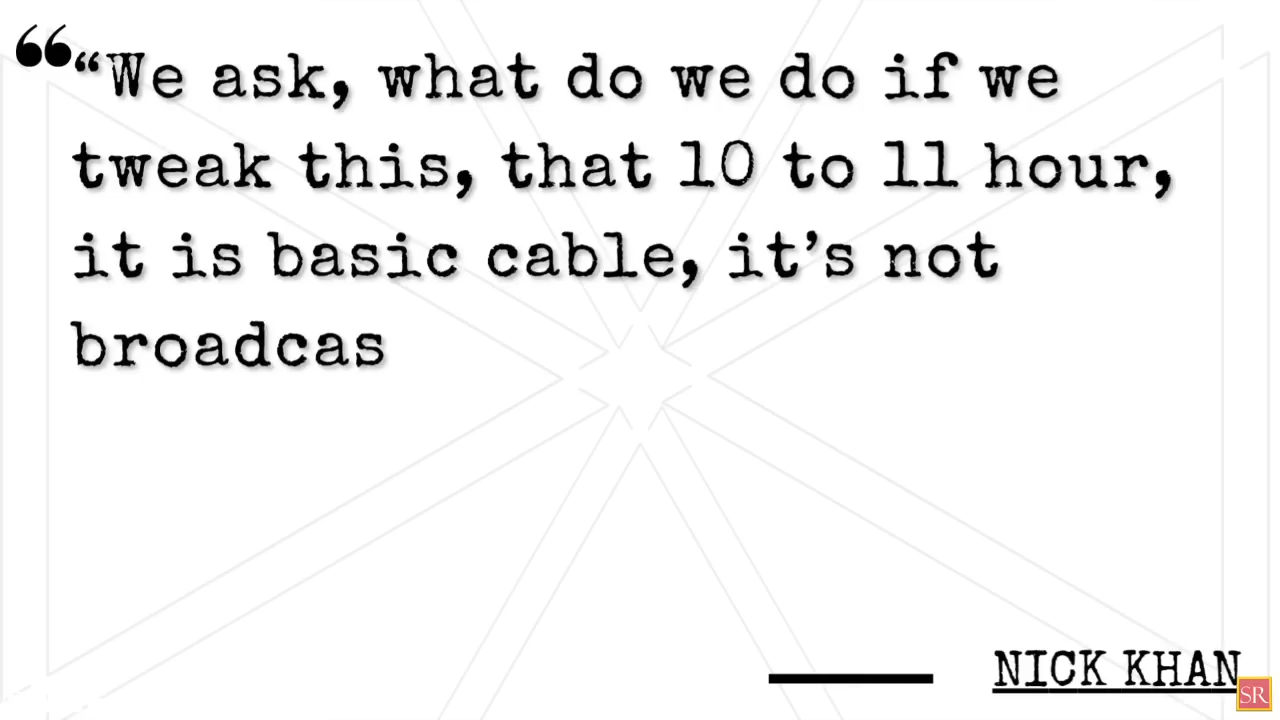 ““We ask, what do we do if we
tweak this, that 10 to 11 hour,
it is basic cable, it’s not
broadcas
NICK KHAN
SR